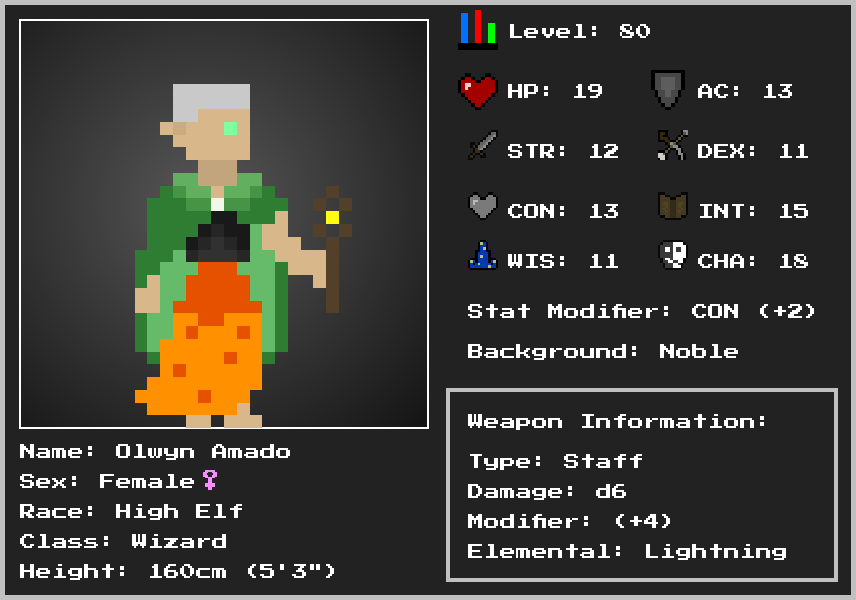 Level: 80
HP: 19
AC: 13
STR: 12
DEX: 11
CON: 13
INT: 15
WIS: 11
CHA: 18
Stat Modifier: CON (+2)
Background: Noble
Weapon Information:
Type: Staff
Damage: d6
Modifier: (+4)
Elemental: Lightning
Name: Olwyn Amado
Sex: Female♀
Race: High Elf
Class: Wizard
Height: 160cm (5'3")